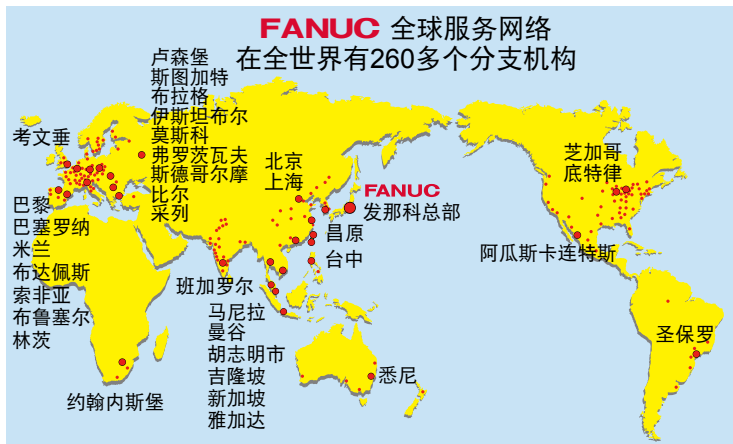 FANUC 全球服务网络
在全世界有260多个分支机构
卢森堡
斯图加特
布拉格
伊斯坦布尔
莫斯科
弗罗茨瓦夫
斯德哥尔摩
比尔
采列
考文垂
巴黎
巴塞罗纳
米兰
布达佩斯
索非亚
布鲁塞尔
林茨
约翰内斯堡
北京
上海
FANUC
发那科总部
昌原
台中
班加罗尔
马尼拉
曼谷
胡志明市
吉隆坡
新加坡
雅加达
悉尼
芝加哥
底特律
阿瓜斯卡连特斯
圣保罗